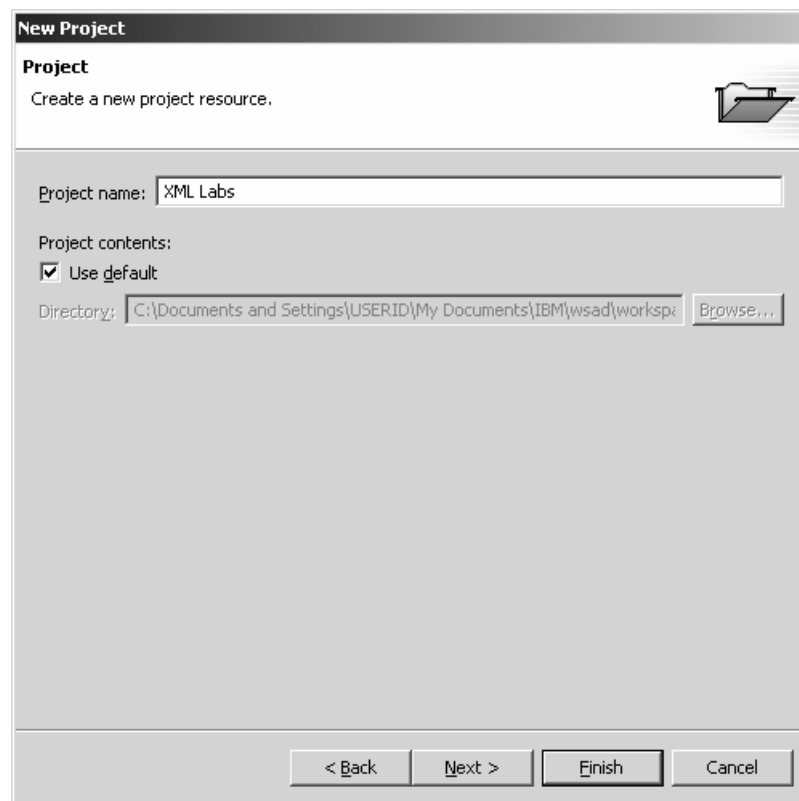 New Project
Project
Create a new project resource.
Project name: XML Labs
Project contents:
Use default
Directory: C:\Documents and Settings\USERID\My Documents\IBM\wsad\workspa Browse...
< Back Next > Finish Cancel